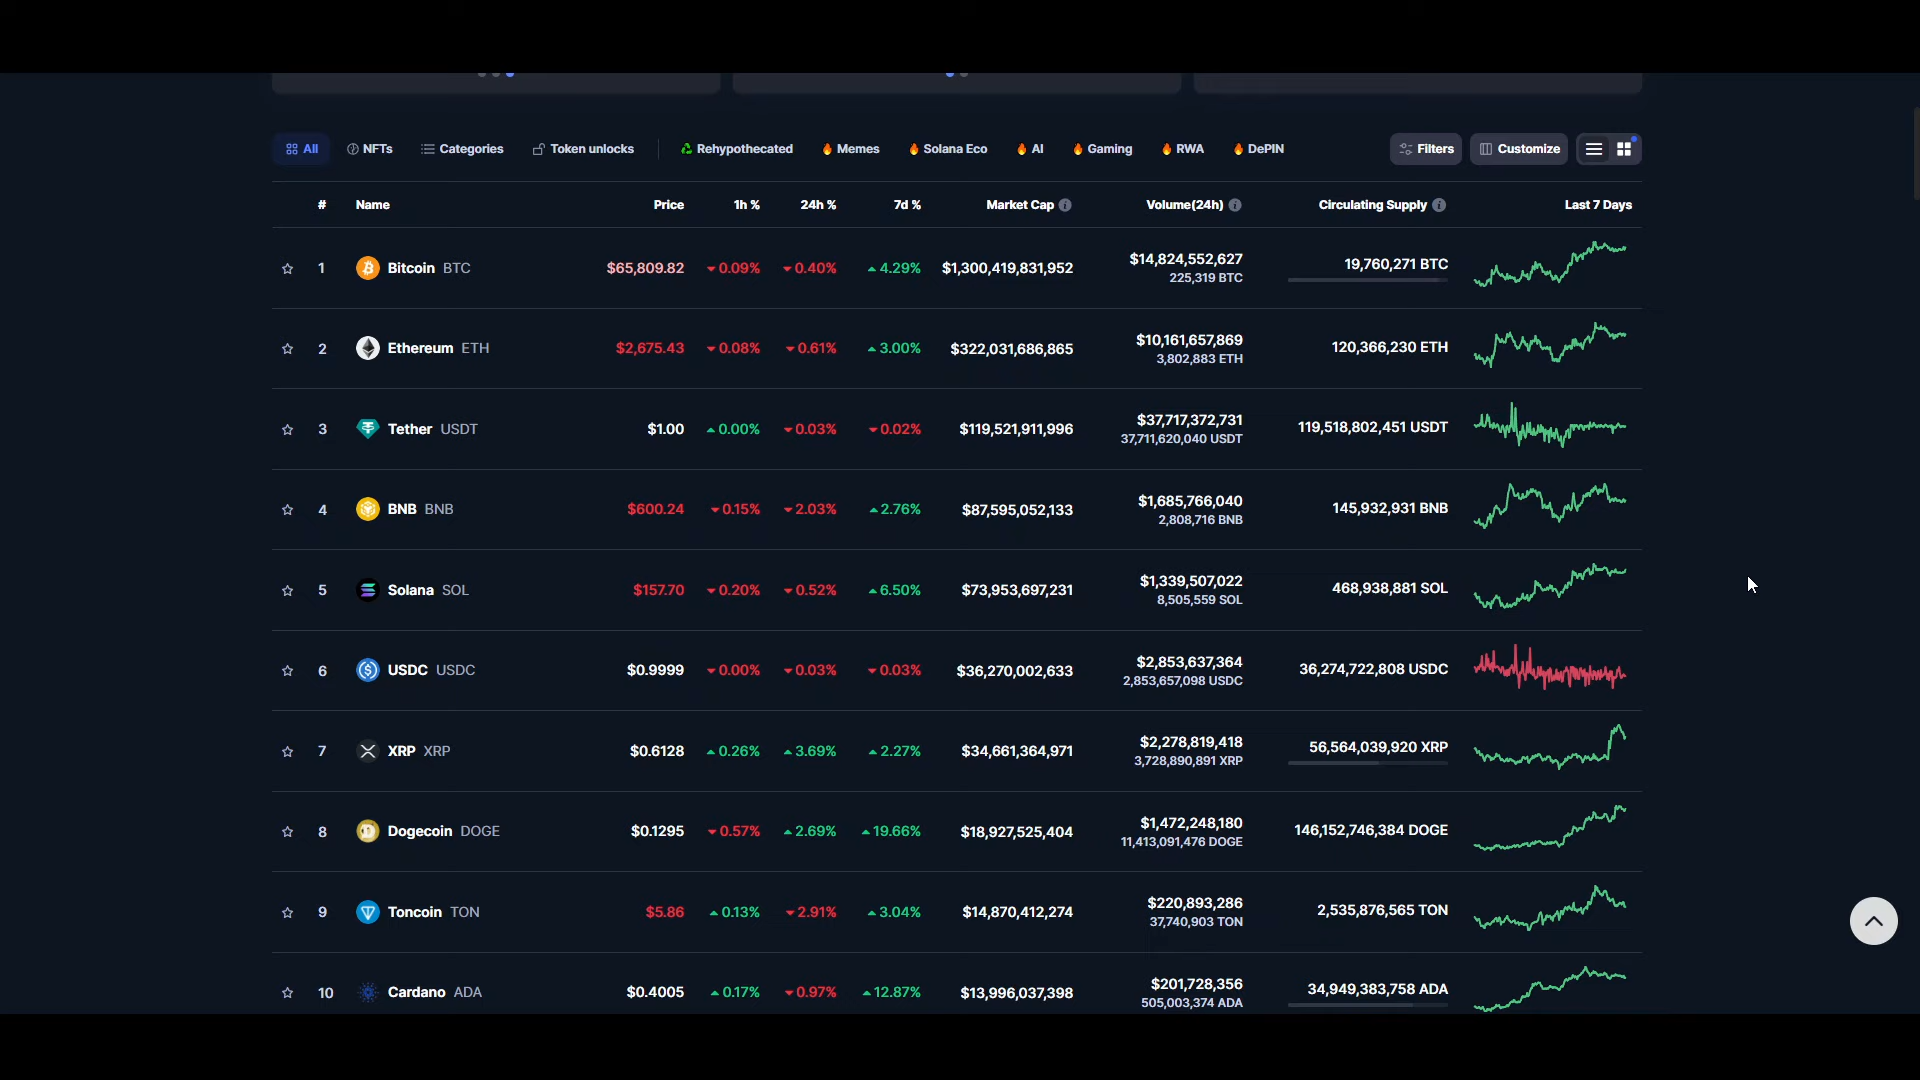 All NFTs Categories Token unlocks Rehypothecated Memes Solana Eco AI Gaming RWA DePIN Filters Customize
# Name Price 1h % 24h % 7d % Market Cap Volume(24h) Circulating Supply Last 7 Days
1 Bitcoin BTC $65,809.82 0.09% 0.40% 4.29% $1,300,419,831,952 $14,824,552,627 19,760,271 BTC
225,319 BTC
2 Ethereum ETH $2,675.43 0.08% 0.61% 3.00% $322,031,686,865 $10,161,657,869 120,366,230 ETH
3,802,883 ETH
3 Tether USDT $1.00 0.00% 0.03% 0.02% $119,521,911,996 $37,717,372,731 119,518,802,451 USDT
37,711,620,040 USDT
4 BNB BNB $600.24 0.15% 2.03% 2.76% $87,595,052,133 $1,685,766,040 145,932,931 BNB
2,808,716 BNB
5 Solana SOL $157.70 0.20% 0.52% 6.50% $73,953,697,231 $1,339,507,022 468,938,881 SOL
8,505,559 SOL
6 USDC USDC $0.9999 0.00% 0.03% 0.03% $36,270,002,633 $2,853,637,364 36,274,722,808 USDC
2,853,657,098 USDC
7 XRP XRP $0.6128 0.26% 3.69% 2.27% $34,661,364,971 $2,278,819,418 56,564,039,920 XRP
3,728,890,891 XRP
8 Dogecoin DOGE $0.1295 0.57% 2.69% 19.66% $18,927,525,404 $1,472,248,180 146,152,746,384 DOGE
11,413,091,476 DOGE
9 Toncoin TON $5.86 0.13% 2.91% 3.04% $14,870,412,274 $220,893,286 2,535,876,565 TON
37,740,903 TON
10 Cardano ADA $0.4005 0.17% 0.97% 12.87% $13,996,037,398 $201,728,356 34,949,383,758 ADA
505,003,374 ADA